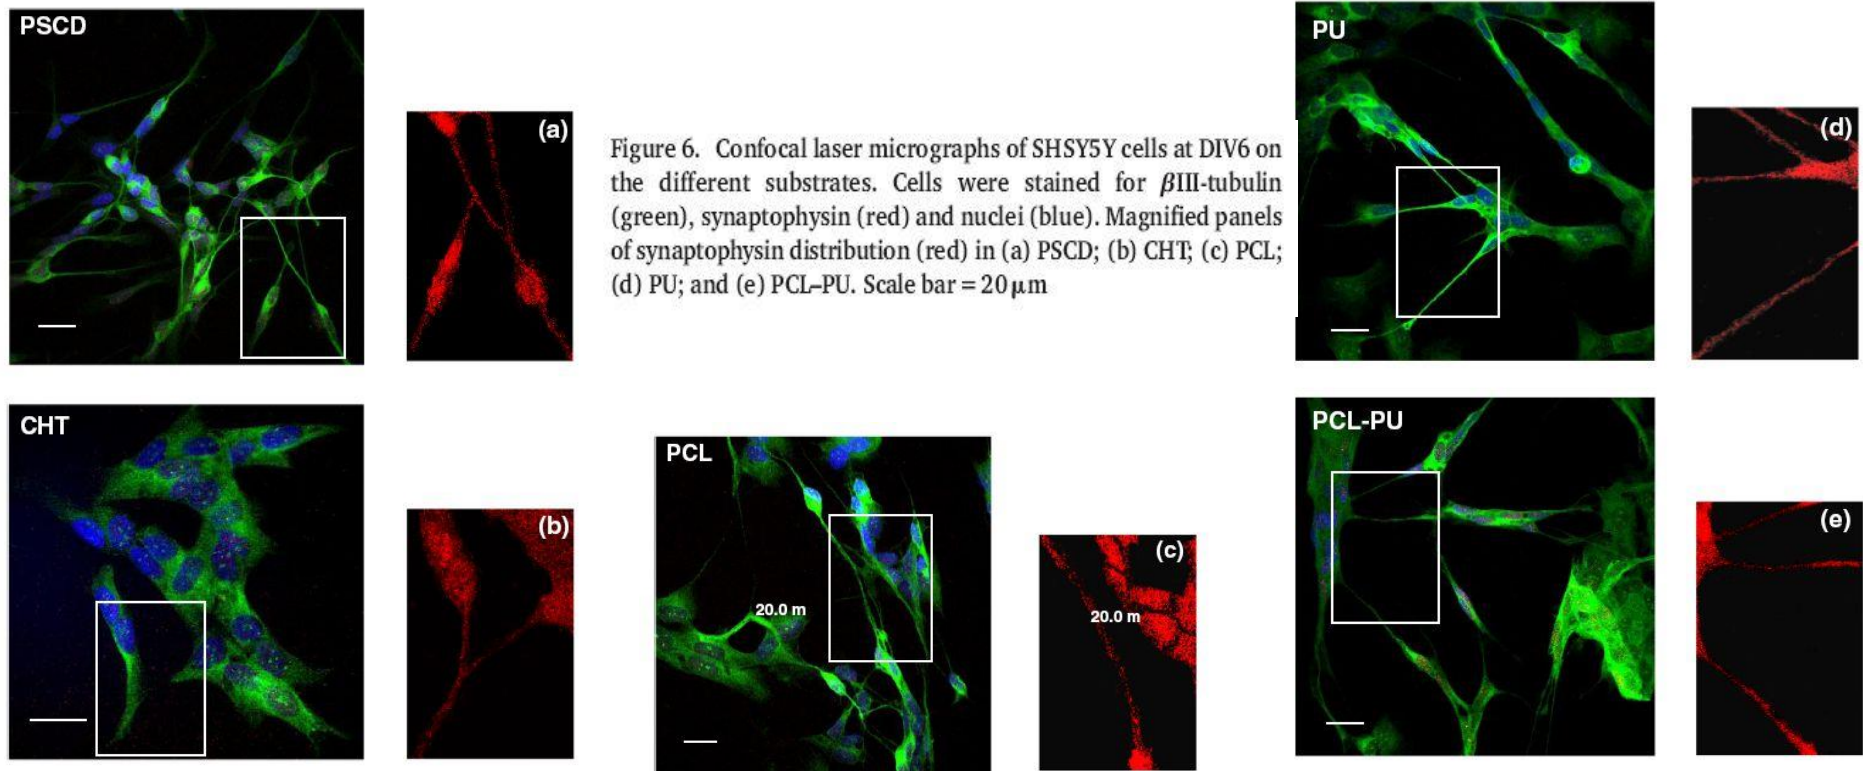 PSCD
(a)
Figure 6. Confocal laser micrographs of SHSY5Y cells at DIV6 on
the different substrates. Cells were stained for βIII-tubulin
(green), synaptophysin (red) and nuclei (blue). Magnified panels
of synaptophysin distribution (red) in (a) PSCD; (b) CHT; (c) PCL;
(d) PU; and (e) PCL–PU. Scale bar = 20 μm
PU
(d)
CHT
(b)
PCL
20.0 m
(c)
20.0 m
PCL-PU
(e)